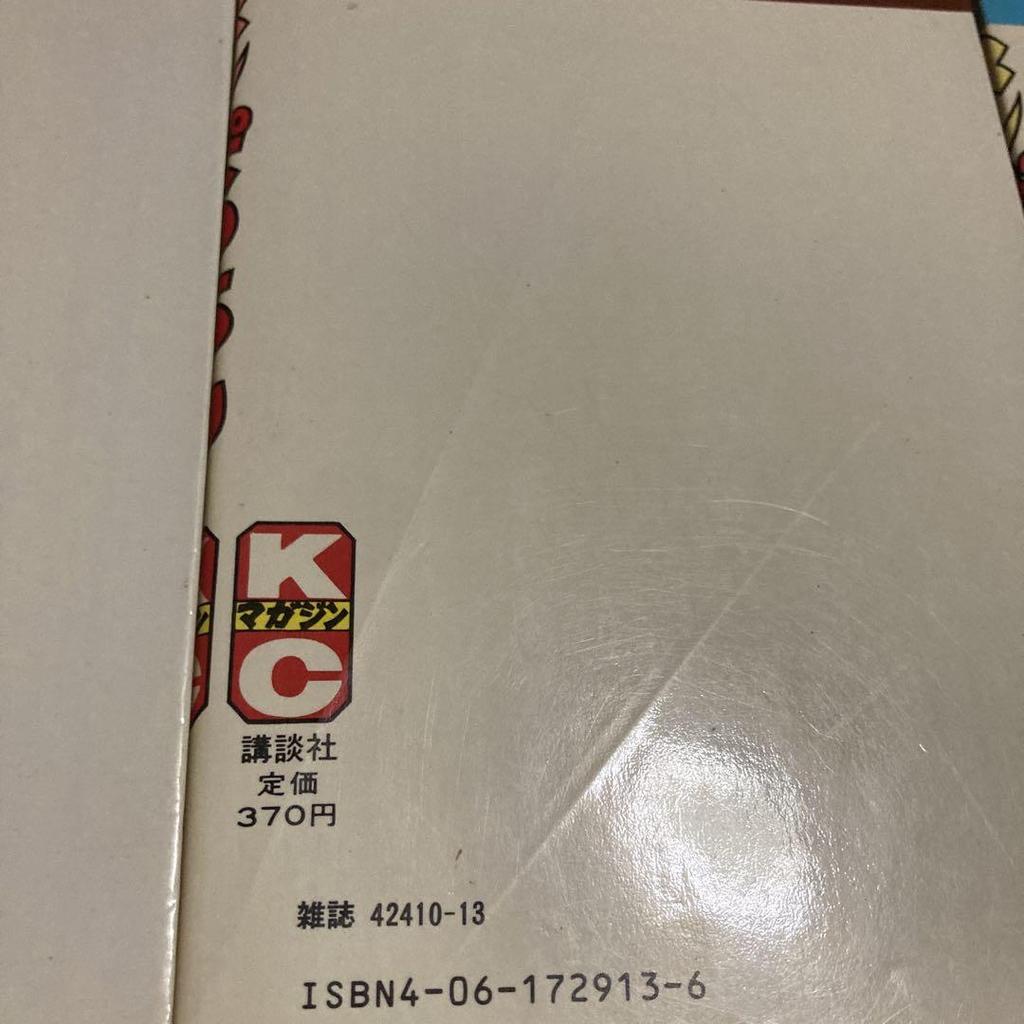 K
マガジン
C
講談社
定価
370円
雑誌 42410-13
ISBN4-06-172913-6